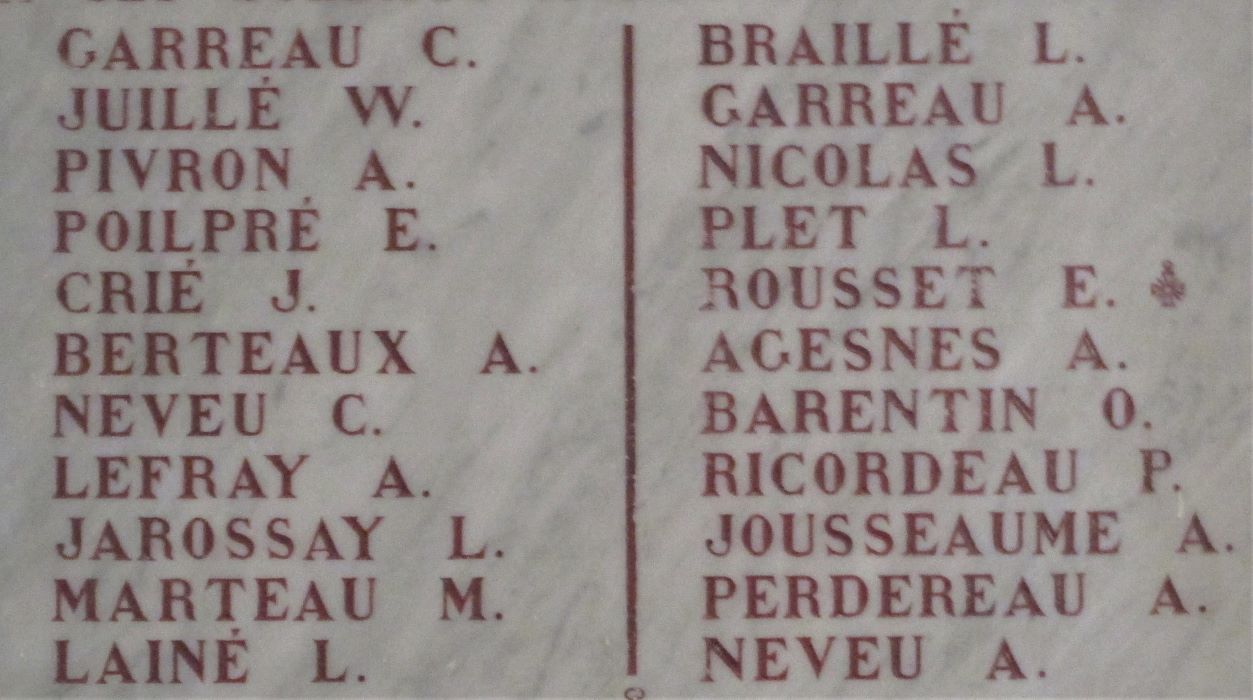 GARREAU C.
JUILLÉ W.
PIVRON A.
POILPRÉ E.
CRIÉ J.
BERTEAUX A.
NEVEU C.
LEFRAY A.
JAROSSAY L.
MARTEAU M.
LAINÉ L.
BRAILLÉ L.
GARREAU A.
NICOLAS L.
PLET L.
ROUSSET E.
AGESNES A.
BARENTIN O.
RICORDEAU P.
JOUSSEAUME A.
PERDEREAU A.
NEVEU A.